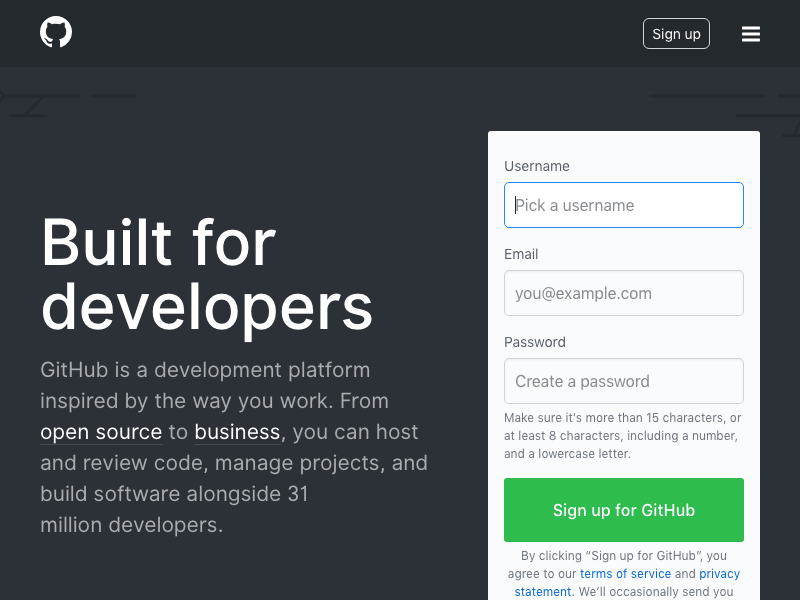 Sign up
Built for
developers
GitHub is a development platform
inspired by the way you work. From
open source to business, you can host
and review code, manage projects, and
build software alongside 31
million developers.
Username
Pick a username
Email
you@example.com
Password
Create a password
Make sure it's more than 15 characters, or
at least 8 characters, including a number,
and a lowercase letter.
Sign up for GitHub
By clicking “Sign up for GitHub”, you
agree to our terms of service and privacy
statement. We’ll occasionally send you